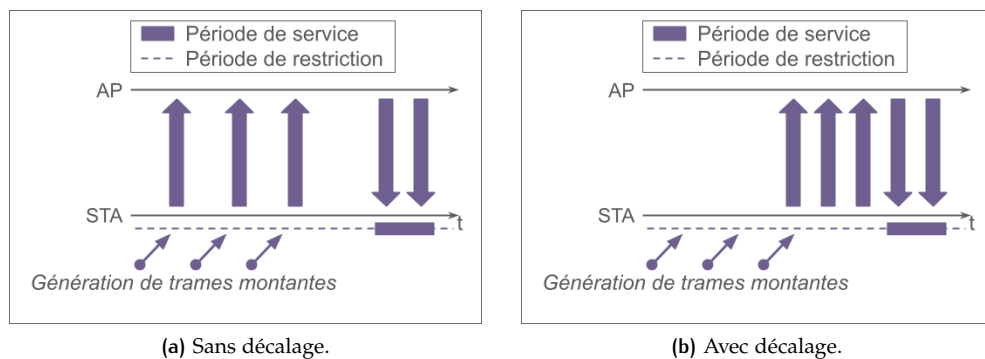 Période de service
Période de restriction
AP
STA
t
Génération de trames montantes
(a) Sans décalage.
Période de service
Période de restriction
AP
STA
t
Génération de trames montantes
(b) Avec décalage.